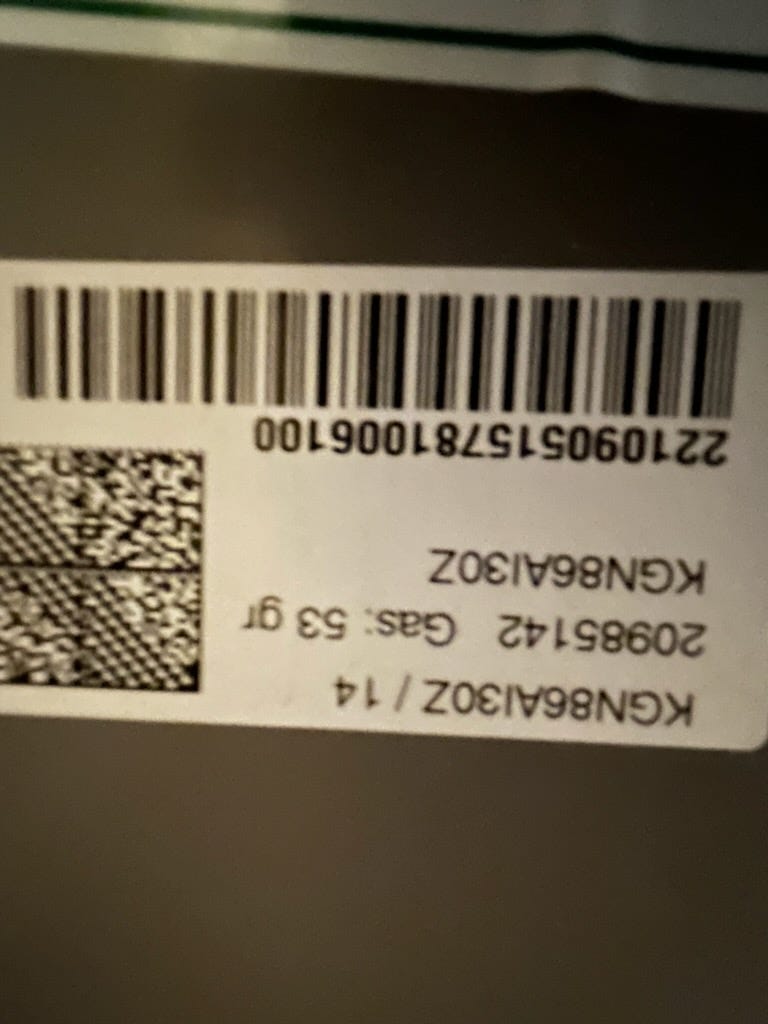 KGN86AI30Z / 14
20985142 Gas: 53 gr
KGN86AI30Z
221090515781006100